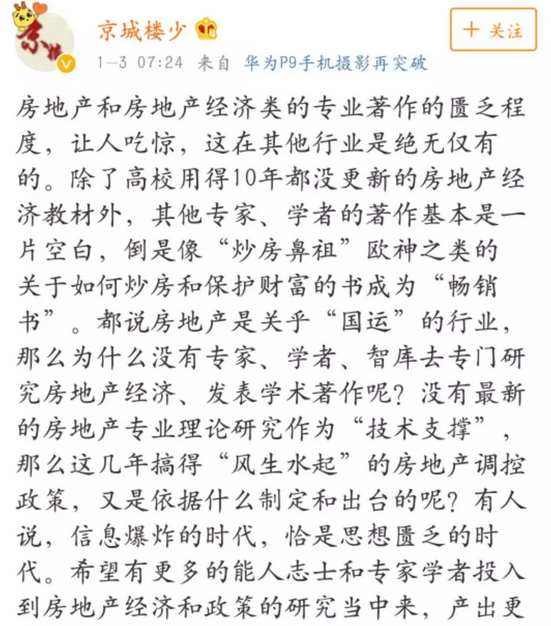 京城楼少
+ 关注
1-3 07:24 来自 华为P9手机摄影再突破
房地产和房地产经济类的专业著作的匮乏程
度，让人吃惊，这在其他行业是绝无仅有
的。除了高校用得10年都没更新的房地产经
济教材外，其他专家、学者的著作基本是一
片空白，倒是像“炒房鼻祖”欧神之类的
关于如何炒房和保护财富的书成为“畅销
书”。都说房地产是关乎“国运”的行业，
那么为什么没有专家、学者、智库去专门研
究房地产经济、发表学术著作呢？没有最新
的房地产专业理论研究作为“技术支撑”，
那么这几年搞得“风生水起”的房地产调控
政策，又是依据什么制定和出台的呢？有人
说，信息爆炸的时代，恰是思想匮乏的时
代。希望有更多的能人志士和专家学者投入
到房地产经济和政策的研究当中来，产出更